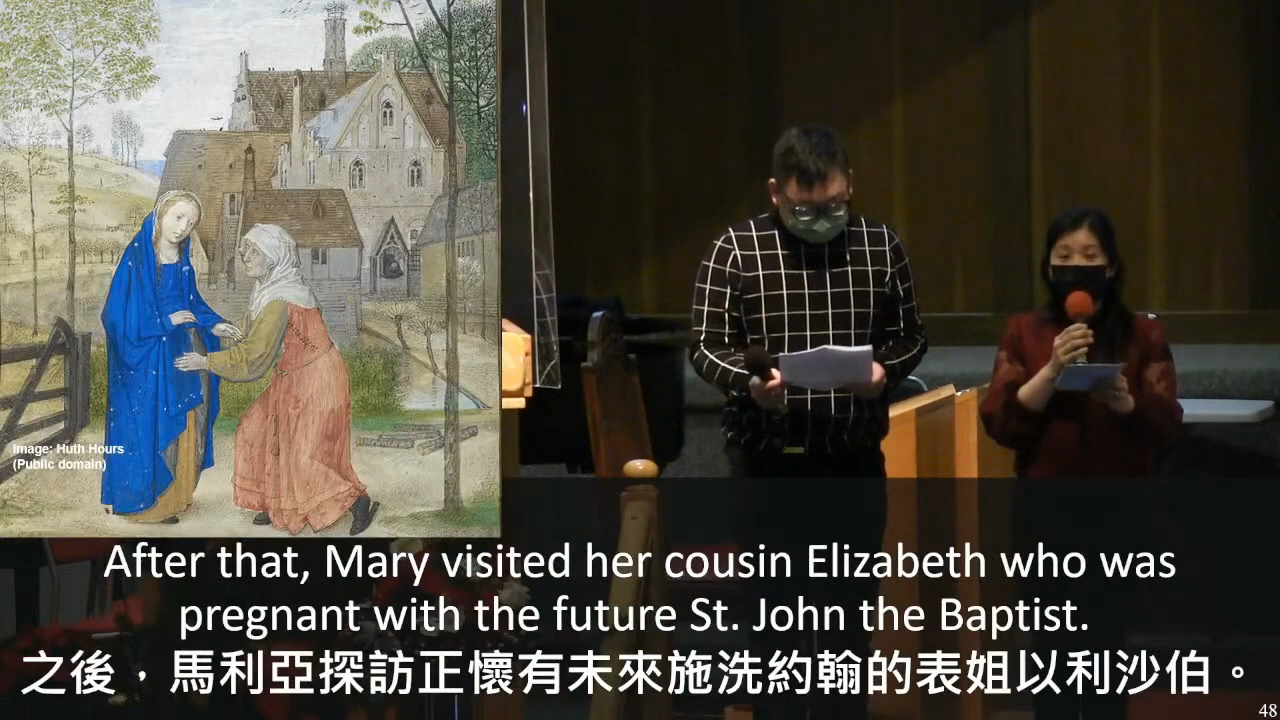 Image: Huth Hours
(Public domain)
After that, Mary visited her cousin Elizabeth who was
pregnant with the future St. John the Baptist.
之後，馬利亞探訪正懷有未來施洗約翰的表姐以利沙伯。
48